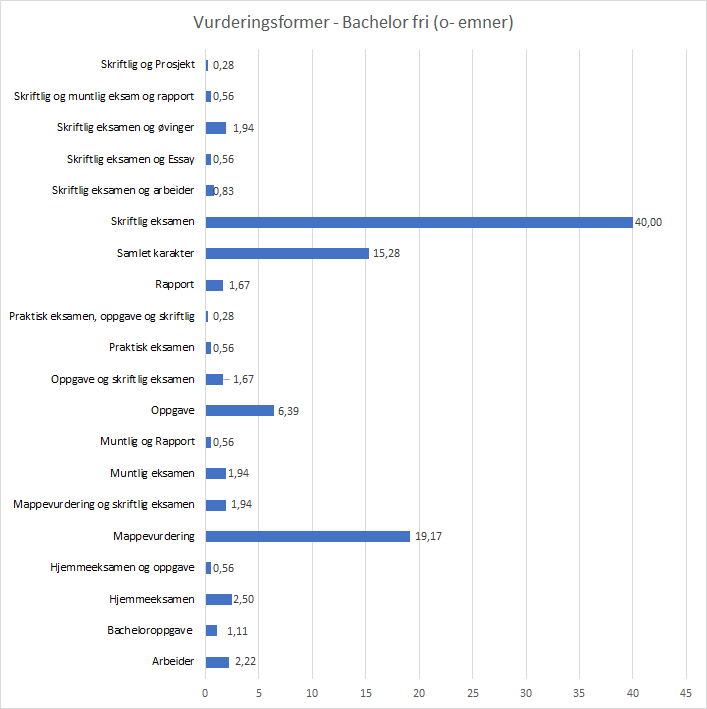 Vurderingsformer - Bachelor fri (o- emner)
Skriftlig og Prosjekt 0,28
Skriftlig og muntlig eksam og rapport 0,56
Skriftlig eksamen og øvinger 1,94
Skriftlig eksamen og Essay 0,56
Skriftlig eksamen og arbeider 0,83
Skriftlig eksamen 40,00
Samlet karakter 15,28
Rapport 1,67
Praktisk eksamen, oppgave og skriftlig 0,28
Praktisk eksamen 0,56
Oppgave og skriftlig eksamen 1,67
Oppgave 6,39
Muntlig og Rapport 0,56
Muntlig eksamen 1,94
Mappevurdering og skriftlig eksamen 1,94
Mappevurdering 19,17
Hjemmeeksamen og oppgave 0,56
Hjemmeeksamen 2,50
Bacheloroppgave 1,11
Arbeider 2,22
0 5 10 15 20 25 30 35 40 45